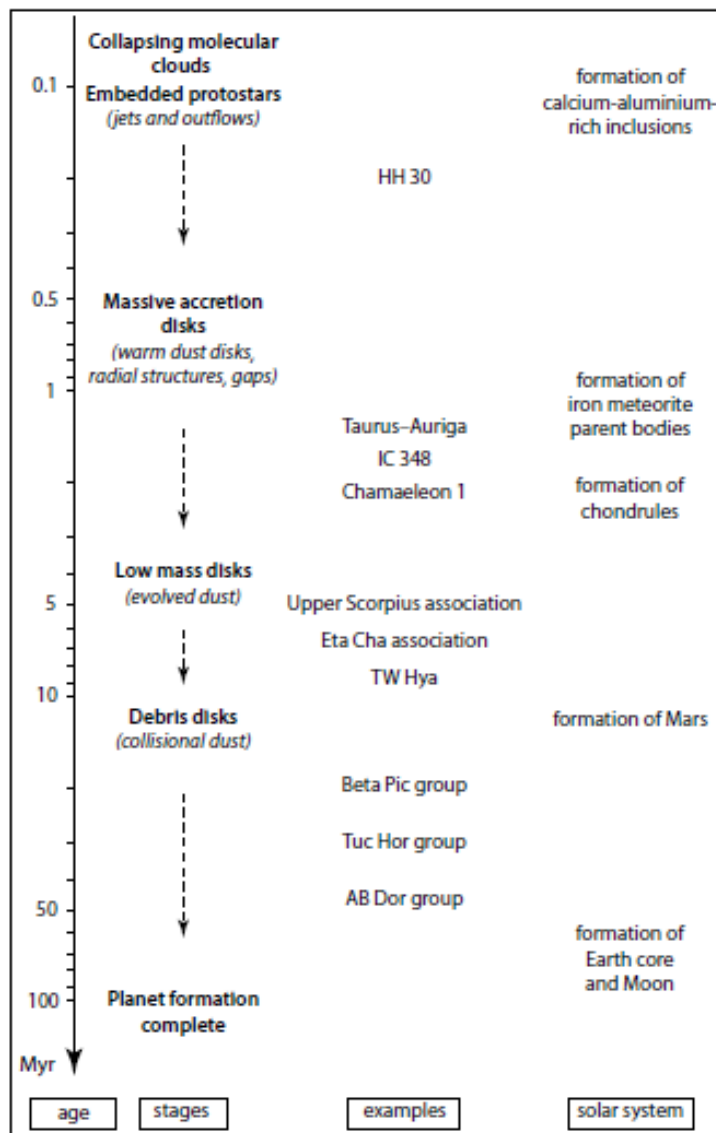 Collapsing molecular
clouds
0.1
Embedded protostars
(jets and outflows)
formation of
calcium-aluminium-
rich inclusions
HH 30
0.5
Massive accretion
disks
(warm dust disks,
radial structures, gaps)
1
formation of
iron meteorite
parent bodies
Taurus–Auriga
IC 348
Chamaeleon 1
formation of
chondrules
Low mass disks
(evolved dust)
5
Upper Scorpius association
Eta Cha association
TW Hya
10
Debris disks
(collisional dust)
formation of Mars
Beta Pic group
Tuc Hor group
AB Dor group
50
formation of
Earth core
and Moon
100
Planet formation
complete
Myr
age
stages
examples
solar system